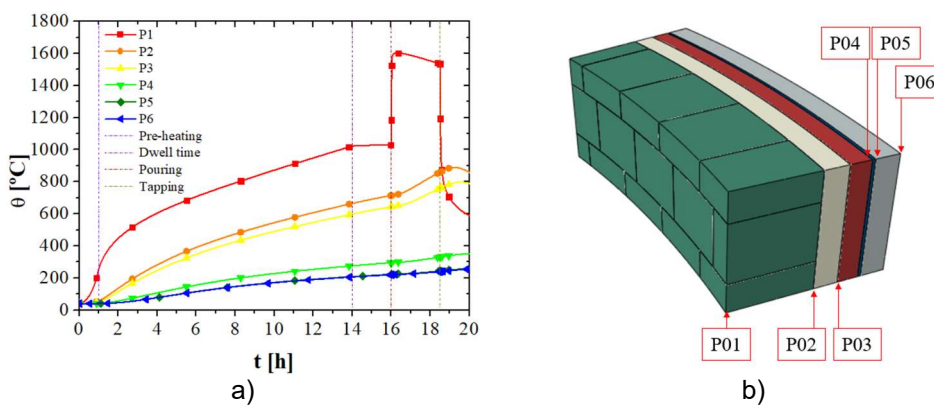 1800
1600
1400
1200
1000
800
600
400
200
0
θ [ºC]
P1
P2
P3
P4
P5
P6
Pre-heating
Dwell time
Pouring
Tapping
0 2 4 6 8 10 12 14 16 18 20
t [h]
a)
P04 P05
P06
P01 P02 P03
b)